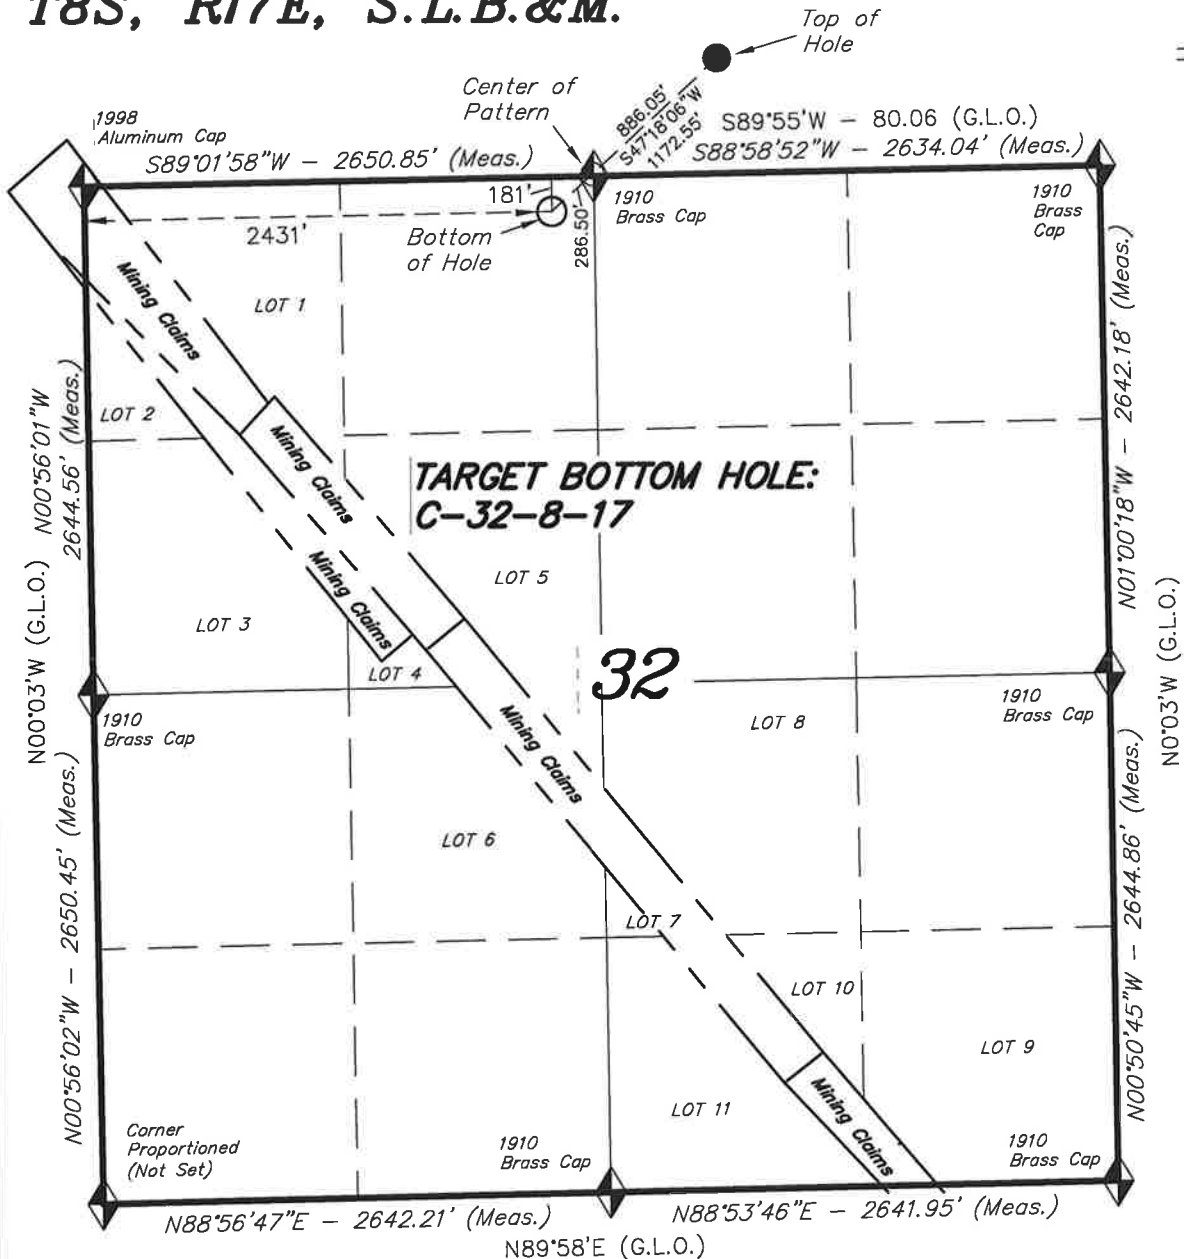 T8S, R17E, S.L.B.&M.
Top of
Hole
Center of
Pattern
886.05'
S47°18'06"W
1172.55'
1998
Aluminum Cap
S89°55'W - 80.06 (G.L.O.)
S89°01'58"W - 2650.85' (Meas.)
S88°58'52"W - 2634.04' (Meas.)
181'
1910
Brass Cap
1910
Brass
Cap
2431'
Bottom
of Hole
286.50'
Mining Claims
LOT 1
LOT 2
N00°56'01"W
2644.56' (Meas.)
N01°00'18"W - 2642.18' (Meas.)
Mining Claims
TARGET BOTTOM HOLE:
C-32-8-17
Mining Claims
LOT 5
LOT 3
LOT 4
32
N00°03'W (G.L.O.)
N0°03'W (G.L.O.)
1910
Brass Cap
Mining Claims
LOT 8
1910
Brass Cap
LOT 6
N00°56'02"W - 2650.45' (Meas.)
N00°50'45"W - 2644.86' (Meas.)
LOT 7
LOT 10
LOT 9
LOT 11
Mining Claims
Corner
Proportioned
(Not Set)
1910
Brass Cap
1910
Brass Cap
N88°56'47"E - 2642.21' (Meas.)
N88°53'46"E - 2641.95' (Meas.)
N89°58'E (G.L.O.)